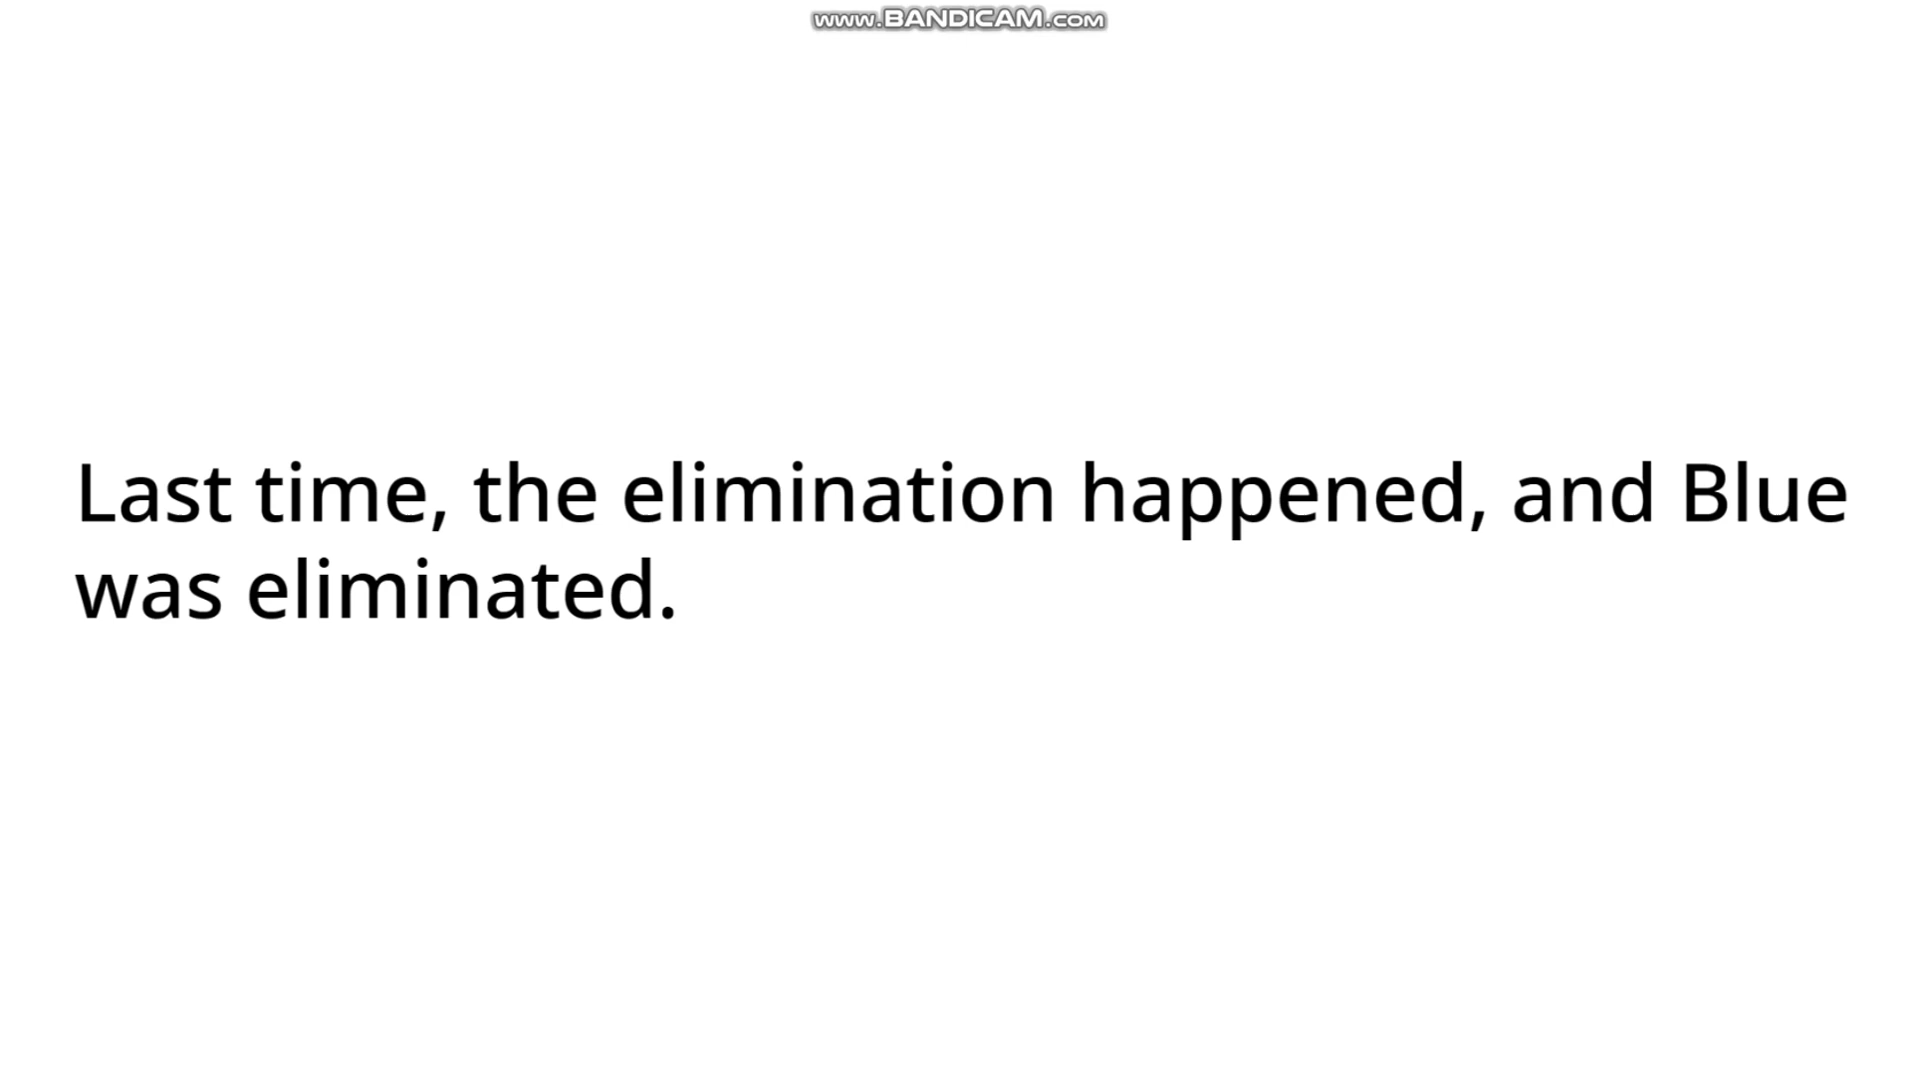 www.BANDICAM.com
Last time, the elimination happened, and Blue
was eliminated.